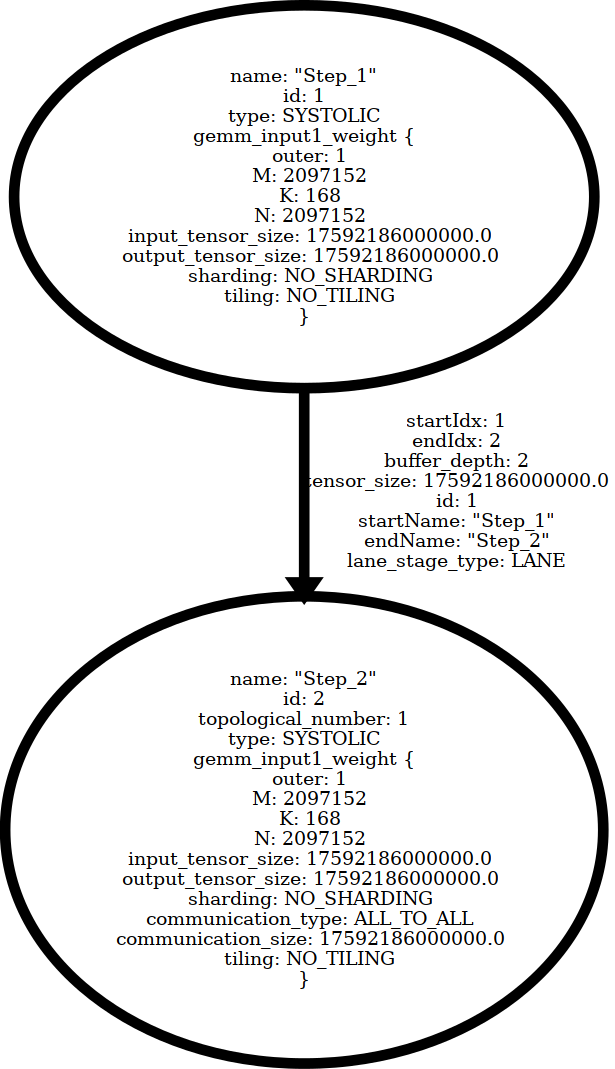 name: "Step_1"
id: 1
type: SYSTOLIC
gemm_input1_weight {
outer: 1
M: 2097152
K: 168
N: 2097152
input_tensor_size: 17592186000000.0
output_tensor_size: 17592186000000.0
sharding: NO_SHARDING
tiling: NO_TILING
}
startIdx: 1
endIdx: 2
buffer_depth: 2
tensor_size: 17592186000000.0
id: 1
startName: "Step_1"
endName: "Step_2"
lane_stage_type: LANE
name: "Step_2"
id: 2
topological_number: 1
type: SYSTOLIC
gemm_input1_weight {
outer: 1
M: 2097152
K: 168
N: 2097152
input_tensor_size: 17592186000000.0
output_tensor_size: 17592186000000.0
sharding: NO_SHARDING
communication_type: ALL_TO_ALL
communication_size: 17592186000000.0
tiling: NO_TILING
}